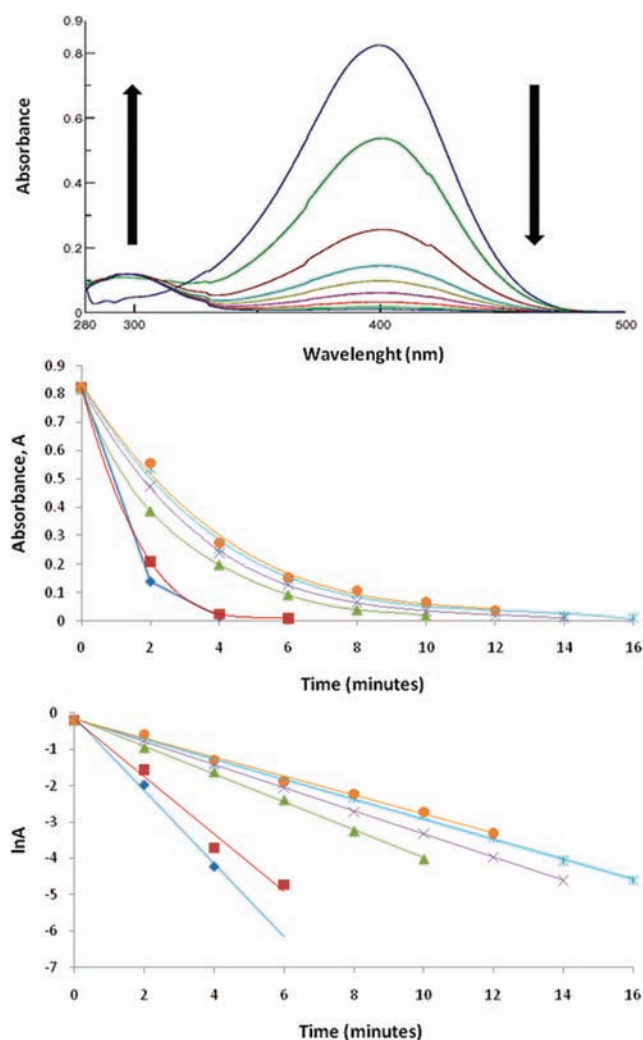 0.9
0.8
0.6
0.4
0.2
0
280 300 400 500
Absorbance
Wavelenght (nm)
0.9
0.8
0.7
0.6
0.5
0.4
0.3
0.2
0.1
0
0 2 4 6 8 10 12 14 16
Absorbance, A
Time (minutes)
0
-1
-2
-3
-4
-5
-6
-7
0 2 4 6 8 10 12 14 16
lnA
Time (minutes)